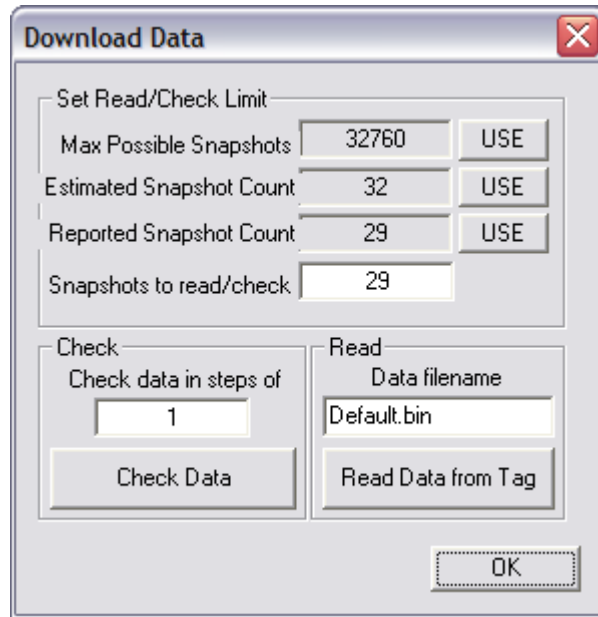 Download Data
Set Read/Check Limit
Max Possible Snapshots 32760 USE
Estimated Snapshot Count 32 USE
Reported Snapshot Count 29 USE
Snapshots to read/check 29
Check
Check data in steps of
1
Check Data
Read
Data filename
Default.bin
Read Data from Tag
OK